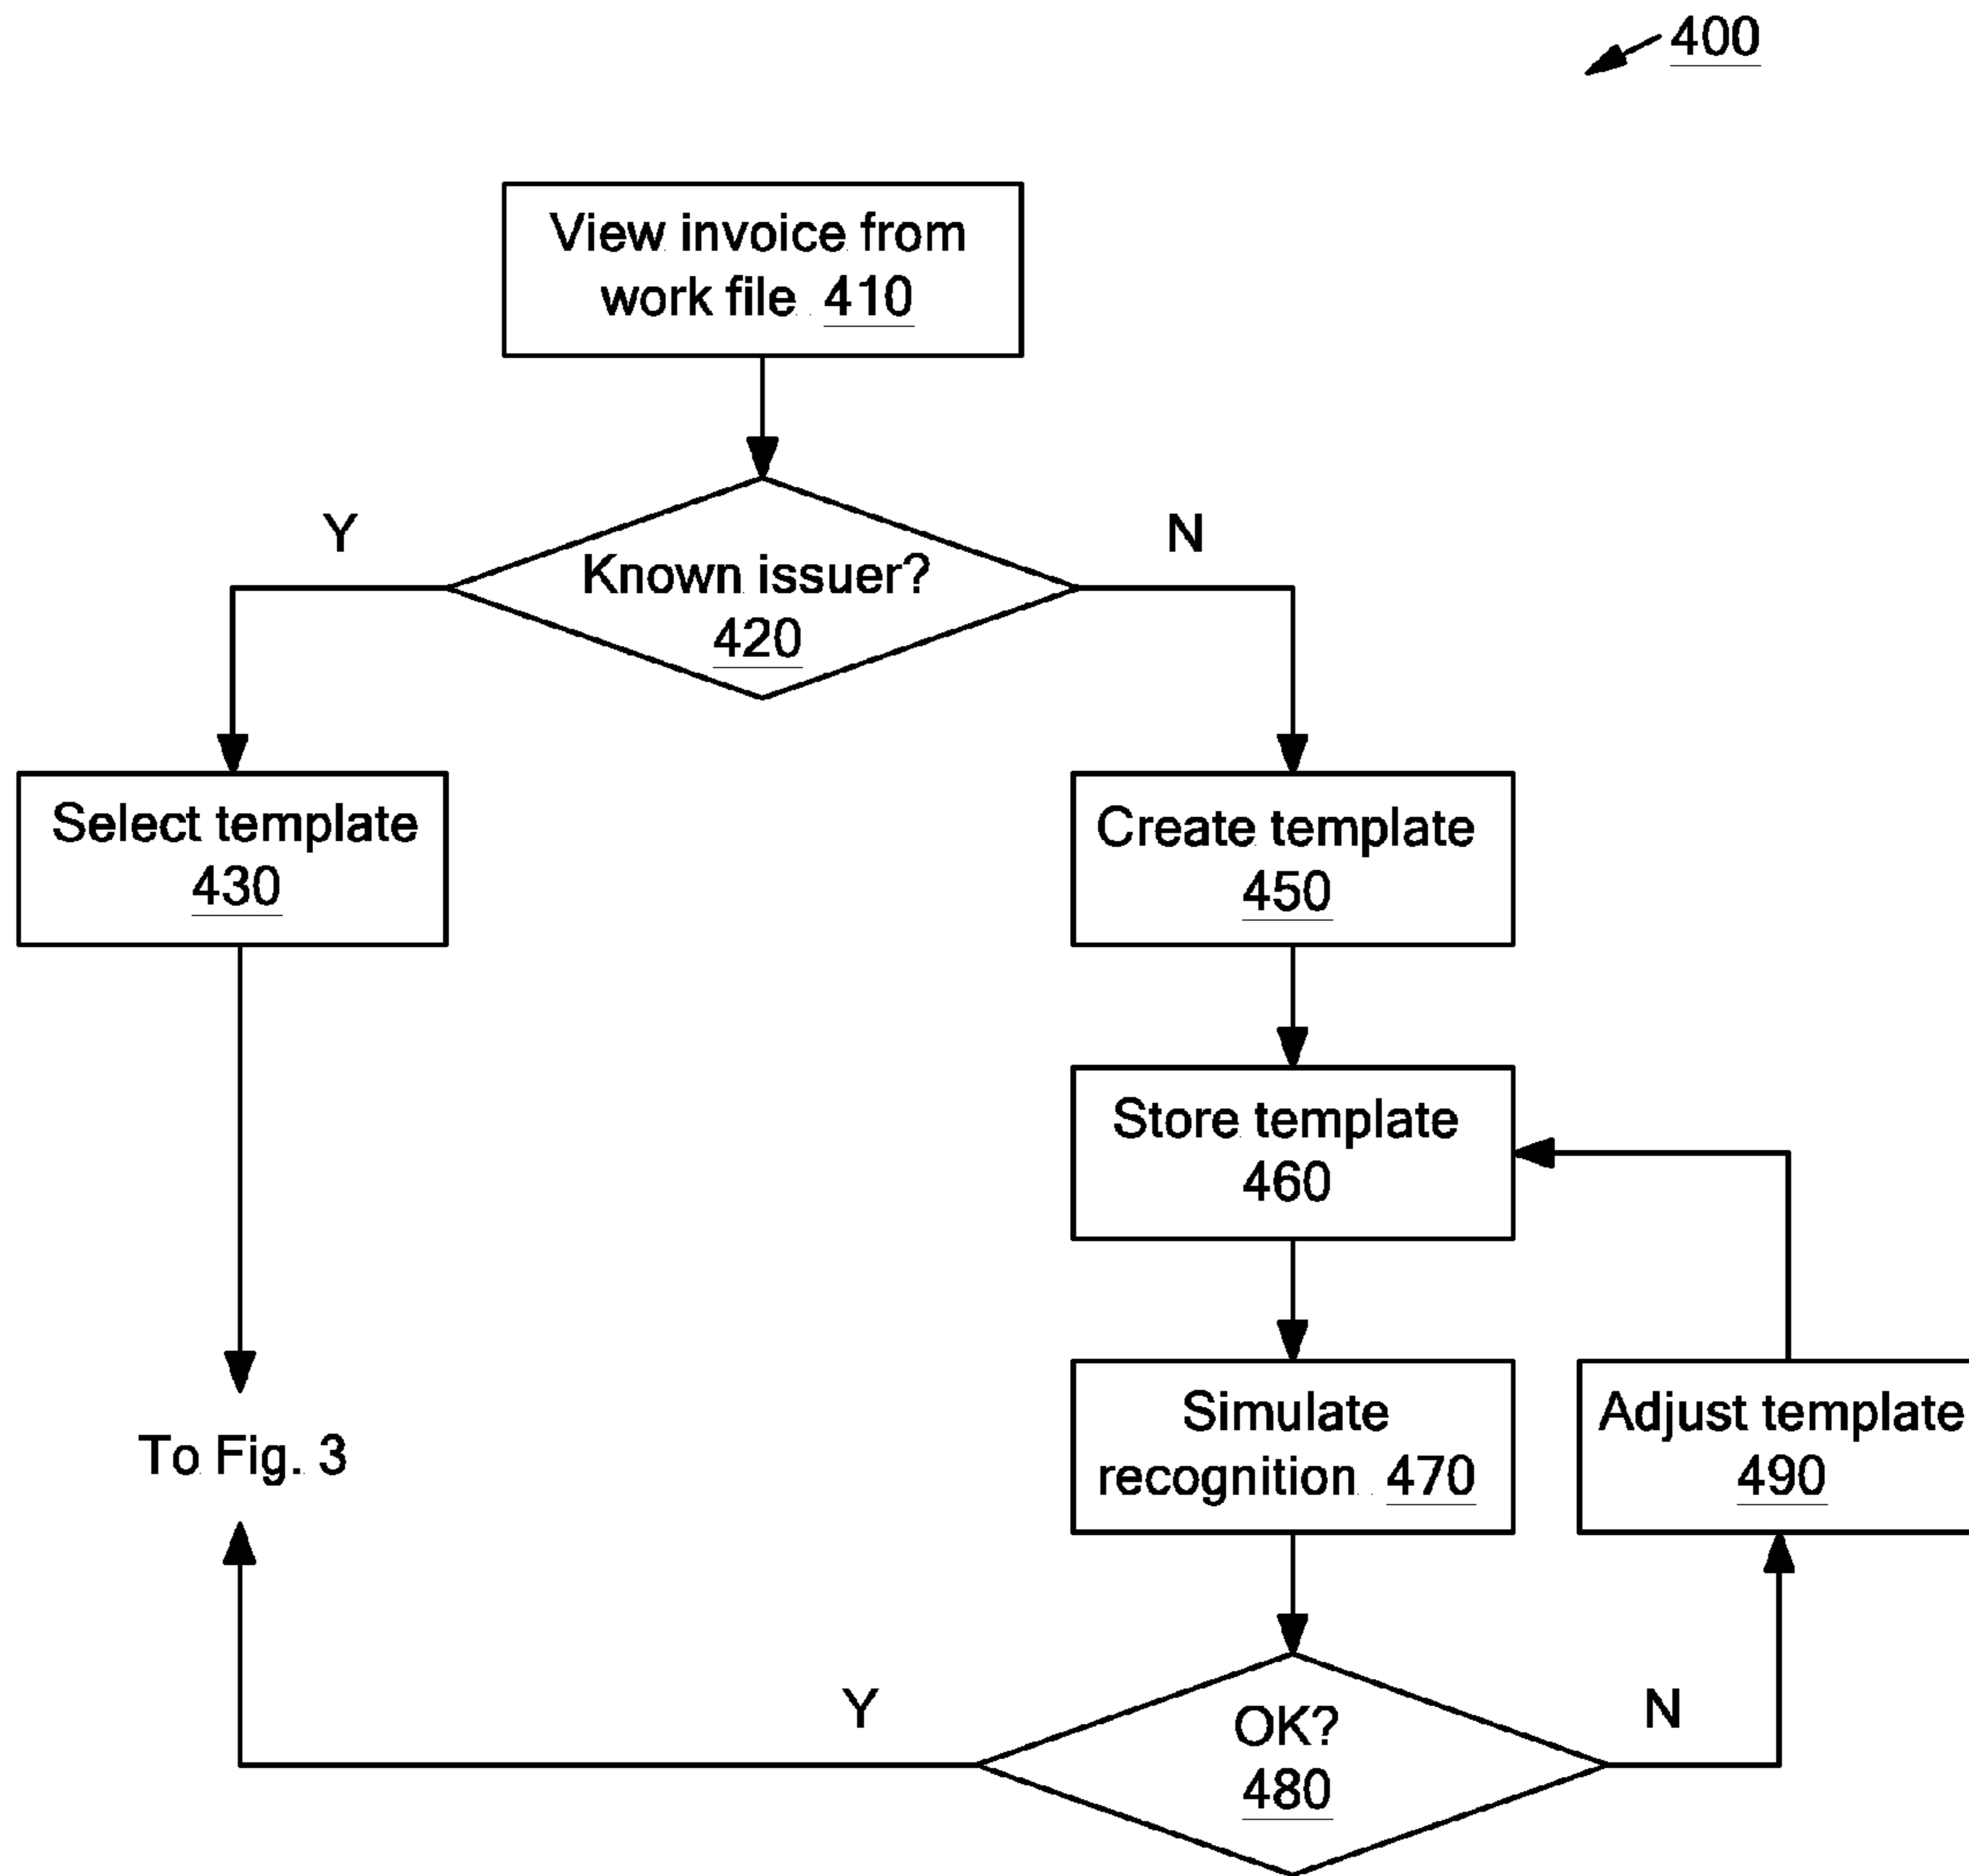 400
View invoice from
work file 410
Y
N
Known issuer?
420
Select template
430
Create template
450
Store template
460
To Fig. 3
Simulate
recognition 470
Adjust template
490
Y
N
OK?
480